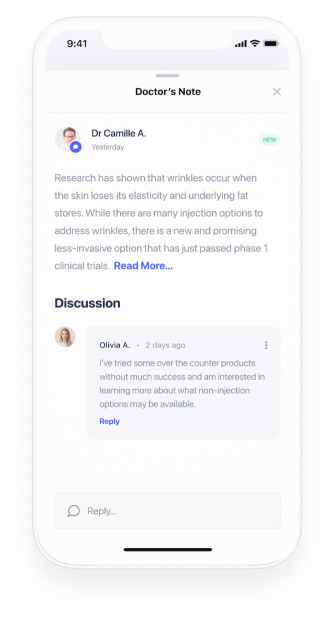 9:41
Doctor's Note
Dr Camille A.
NEW
Yesterday
Research has shown that wrinkles occur when
the skin loses its elasticity and underlying fat
stores. While there are many injection options to
address wrinkles, there is a new and promising
less-invasive option that has just passed phase 1
clinical trials. Read More...
Discussion
Olivia A. • 2 days ago
I've tried some over the counter products
without much success and am interested in
learning more about what non-injection
options may be available.
Reply
Reply...